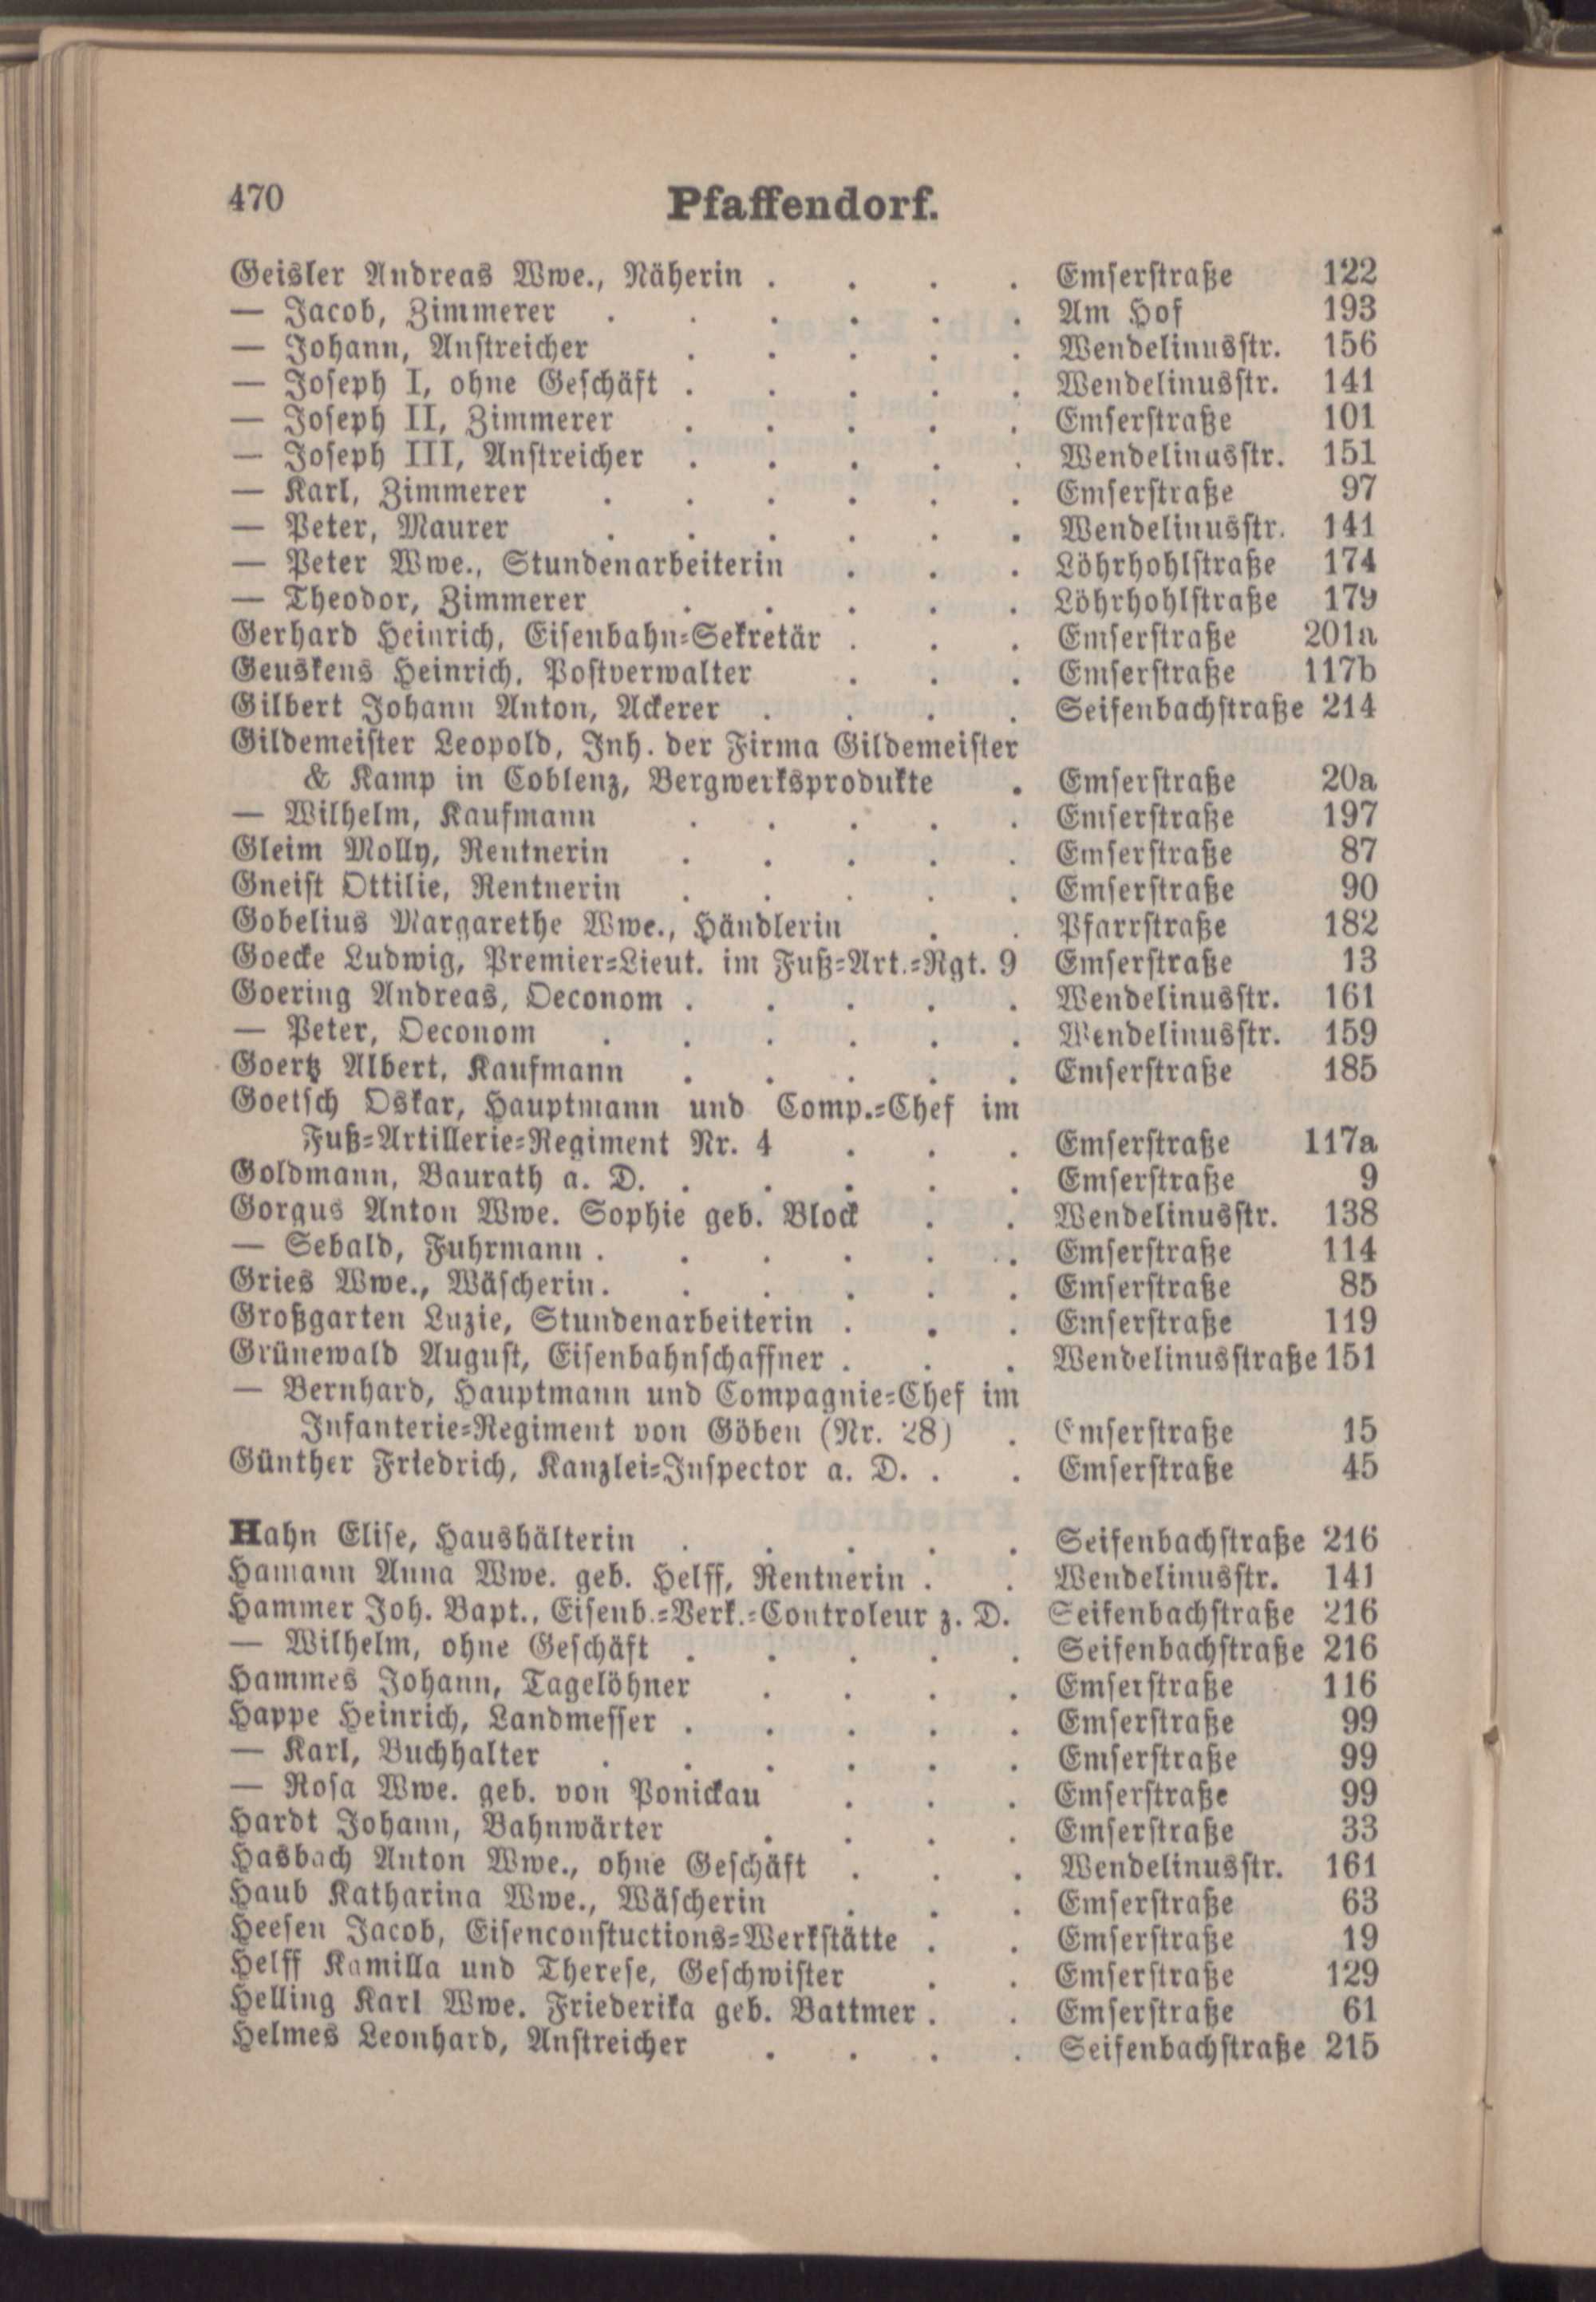 470
Pfaffendorf.
Geisler Andreas Wwe., Näherin . . . . Emserstraße 122
— Jacob, Zimmerer . . . . . . Am Hof 193
— Johann, Anstreicher . . . . . Wendelinusstr. 156
— Joseph I, ohne Geschäft . . . . . Wendelinusstr. 141
— Joseph II, Zimmerer . . . . . Emserstraße 101
— Joseph III, Anstreicher . . . . . Wendelinusstr. 151
— Karl, Zimmerer . . . . . . Emserstraße 97
— Peter, Maurer . . . . . . Wendelinusstr. 141
— Peter Wwe., Stundenarbeiterin . . . Löhrhohlstraße 174
— Theodor, Zimmerer . . . . . Löhrhohlstraße 179
Gerhard Heinrich, Eisenbahn=Sekretär . . . Emserstraße 201a
Geuskens Heinrich, Postverwalter . . . Emserstraße 117b
Gilbert Johann Anton, Ackerer . . . . Seifenbachstraße 214
Gildemeister Leopold, Inh. der Firma Gildemeister
& Kamp in Coblenz, Bergwerksprodukte . Emserstraße 20a
— Wilhelm, Kaufmann . . . . . Emserstraße 197
Gleim Molly, Rentnerin . . . . . Emserstraße 87
Gneist Ottilie, Rentnerin . . . . . Emserstraße 90
Gobelius Margarethe Wwe., Händlerin . . Pfarrstraße 182
Goecke Ludwig, Premier=Lieut. im Fuß=Art.=Rgt. 9 Emserstraße 13
Goering Andreas, Oeconom . . . . . Wendelinusstr. 161
— Peter, Oeconom . . . . . . Wendelinusstr. 159
Goertz Albert, Kaufmann . . . . . Emserstraße 185
Goetsch Oskar, Hauptmann und Comp.=Chef im
Fuß=Artillerie=Regiment Nr. 4 . . . Emserstraße 117a
Goldmann, Baurath a. D. . . . . . Emserstraße 9
Gorgus Anton Wwe. Sophie geb. Block . . Wendelinusstr. 138
— Sebald, Fuhrmann . . . . . . Emserstraße 114
Gries Wwe., Wäscherin . . . . . . Emserstraße 85
Großgarten Luzie, Stundenarbeiterin . . . Emserstraße 119
Grünewald August, Eisenbahnschaffner . . . Wendelinusstraße 151
— Bernhard, Hauptmann und Compagnie=Chef im
Infanterie=Regiment von Göben (Nr. 28) . Emserstraße 15
Günther Friedrich, Kanzlei=Inspector a. D. . . Emserstraße 45
Hahn Elise, Haushälterin . . . . . Seifenbachstraße 216
Hamann Anna Wwe. geb. Helff, Rentnerin . . Wendelinusstr. 141
Hammer Joh. Bapt., Eisenb.=Verk.=Controleur z. D. Seifenbachstraße 216
— Wilhelm, ohne Geschäft . . . . . Seifenbachstraße 216
Hammes Johann, Tagelöhner . . . . Emserstraße 116
Happe Heinrich, Landmesser . . . . . Emserstraße 99
— Karl, Buchhalter . . . . . . Emserstraße 99
— Rosa Wwe. geb. von Ponickau . . . Emserstraße 99
Hardt Johann, Bahnwärter . . . . Emserstraße 33
Hasbach Anton Wwe., ohne Geschäft . . . Wendelinusstr. 161
Haub Katharina Wwe., Wäscherin . . . Emserstraße 63
Heesen Jacob, Eisenconstuctions=Werkstätte . . Emserstraße 19
Helff Kamilla und Therese, Geschwister . . Emserstraße 129
Helling Karl Wwe. Friederika geb. Battmer . . Emserstraße 61
Helmes Leonhard, Anstreicher . . . . Seifenbachstraße 215